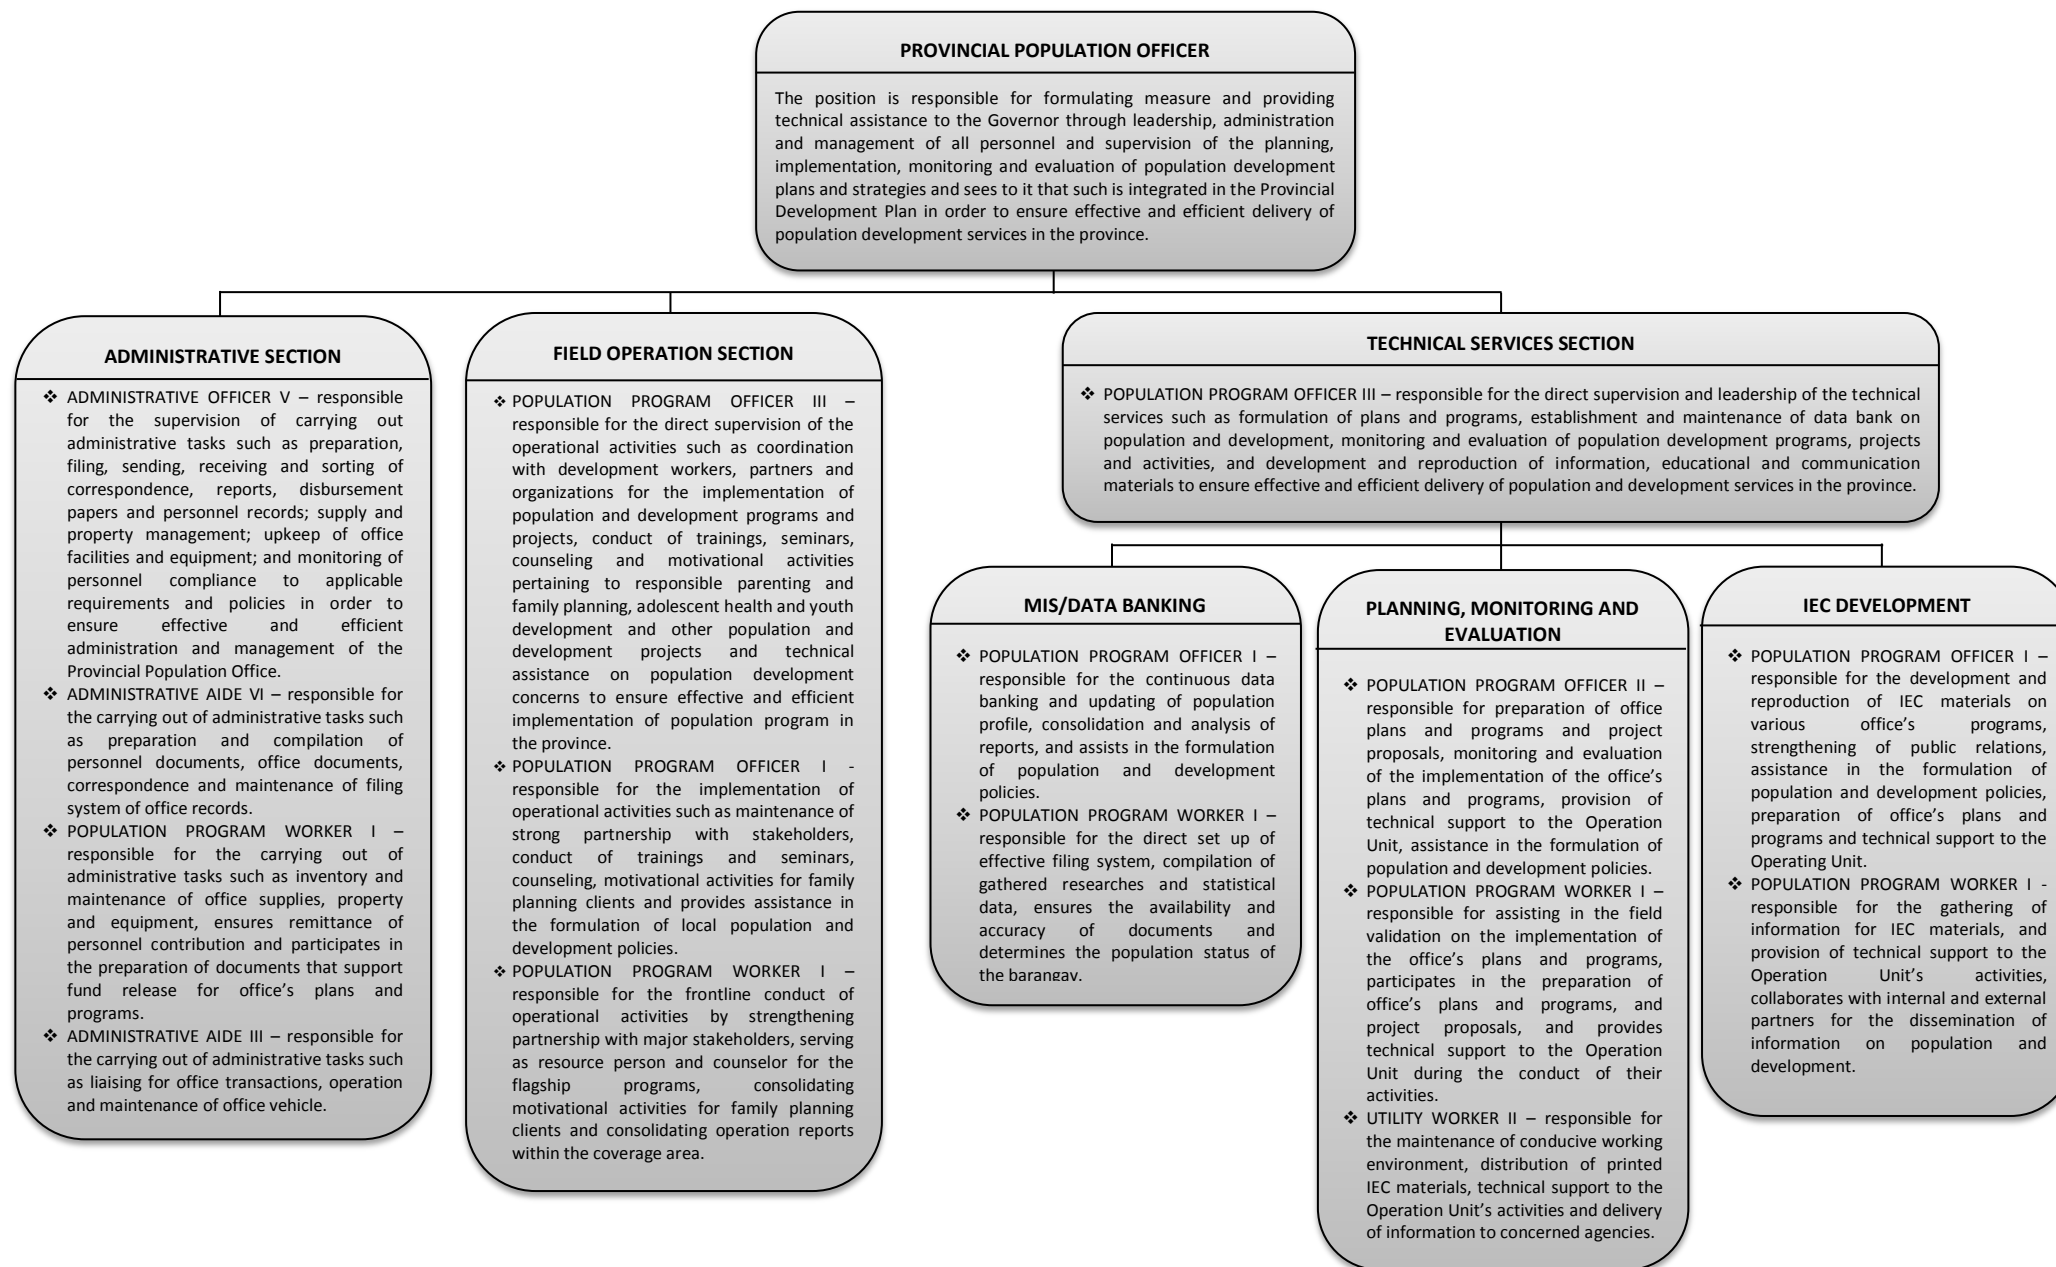 PROVINCIAL POPULATION OFFICER
The position is responsible for formulating measure and providing
technical assistance to the Governor through leadership, administration
and management of all personnel and supervision of the planning,
implementation, monitoring and evaluation of population development
plans and strategies and sees to it that such is integrated in the Provincial
Development Plan in order to ensure effective and efficient delivery of
population development services in the province.
ADMINISTRATIVE SECTION
❖ ADMINISTRATIVE OFFICER V – responsible
for the supervision of carrying out
administrative tasks such as preparation,
filing, sending, receiving and sorting of
correspondence, reports, disbursement
papers and personnel records; supply and
property management; upkeep of office
facilities and equipment; and monitoring of
personnel compliance to applicable
requirements and policies in order to
ensure effective and efficient
administration and management of the
Provincial Population Office.
❖ ADMINISTRATIVE AIDE VI – responsible for
the carrying out of administrative tasks such
as preparation and compilation of
personnel documents, office documents,
correspondence and maintenance of filing
system of office records.
❖ POPULATION PROGRAM WORKER I –
responsible for the carrying out of
administrative tasks such as inventory and
maintenance of office supplies, property
and equipment, ensures remittance of
personnel contribution and participates in
the preparation of documents that support
fund release for office’s plans and
programs.
❖ ADMINISTRATIVE AIDE III – responsible for
the carrying out of administrative tasks such
as liaising for office transactions, operation
and maintenance of office vehicle.
FIELD OPERATION SECTION
❖ POPULATION PROGRAM OFFICER III –
responsible for the direct supervision of the
operational activities such as coordination
with development workers, partners and
organizations for the implementation of
population and development programs and
projects, conduct of trainings, seminars,
counseling and motivational activities
pertaining to responsible parenting and
family planning, adolescent health and youth
development and other population and
development projects and technical
assistance on population development
concerns to ensure effective and efficient
implementation of population program in
the province.
❖ POPULATION PROGRAM OFFICER I -
responsible for the implementation of
operational activities such as maintenance of
strong partnership with stakeholders,
conduct of trainings and seminars,
counseling, motivational activities for family
planning clients and provides assistance in
the formulation of local population and
development policies.
❖ POPULATION PROGRAM WORKER I –
responsible for the frontline conduct of
operational activities by strengthening
partnership with major stakeholders, serving
as resource person and counselor for the
flagship programs, consolidating
motivational activities for family planning
clients and consolidating operation reports
within the coverage area.
TECHNICAL SERVICES SECTION
❖ POPULATION PROGRAM OFFICER III – responsible for the direct supervision and leadership of the technical
services such as formulation of plans and programs, establishment and maintenance of data bank on
population and development, monitoring and evaluation of population development programs, projects
and activities, and development and reproduction of information, educational and communication
materials to ensure effective and efficient delivery of population and development services in the province.
MIS/DATA BANKING
❖ POPULATION PROGRAM OFFICER I –
responsible for the continuous data
banking and updating of population
profile, consolidation and analysis of
reports, and assists in the formulation
of population and development
policies.
❖ POPULATION PROGRAM WORKER I –
responsible for the direct set up of
effective filing system, compilation of
gathered researches and statistical
data, ensures the availability and
accuracy of documents and
determines the population status of
the barangay.
PLANNING, MONITORING AND
EVALUATION
❖ POPULATION PROGRAM OFFICER II –
responsible for preparation of office
plans and programs and project
proposals, monitoring and evaluation
of the implementation of the office’s
plans and programs, provision of
technical support to the Operation
Unit, assistance in the formulation of
population and development policies.
❖ POPULATION PROGRAM WORKER I –
responsible for assisting in the field
validation on the implementation of
the office’s plans and programs,
participates in the preparation of
office’s plans and programs, and
project proposals, and provides
technical support to the Operation
Unit during the conduct of their
activities.
❖ UTILITY WORKER II – responsible for
the maintenance of conducive working
environment, distribution of printed
IEC materials, technical support to the
Operation Unit’s activities and delivery
of information to concerned agencies.
IEC DEVELOPMENT
❖ POPULATION PROGRAM OFFICER I –
responsible for the development and
reproduction of IEC materials on
various office’s programs,
strengthening of public relations,
assistance in the formulation of
population and development policies,
preparation of office’s plans and
programs and technical support to the
Operating Unit.
❖ POPULATION PROGRAM WORKER I -
responsible for the gathering of
information for IEC materials, and
provision of technical support to the
Operation Unit’s activities,
collaborates with internal and external
partners for the dissemination of
information on population and
development.